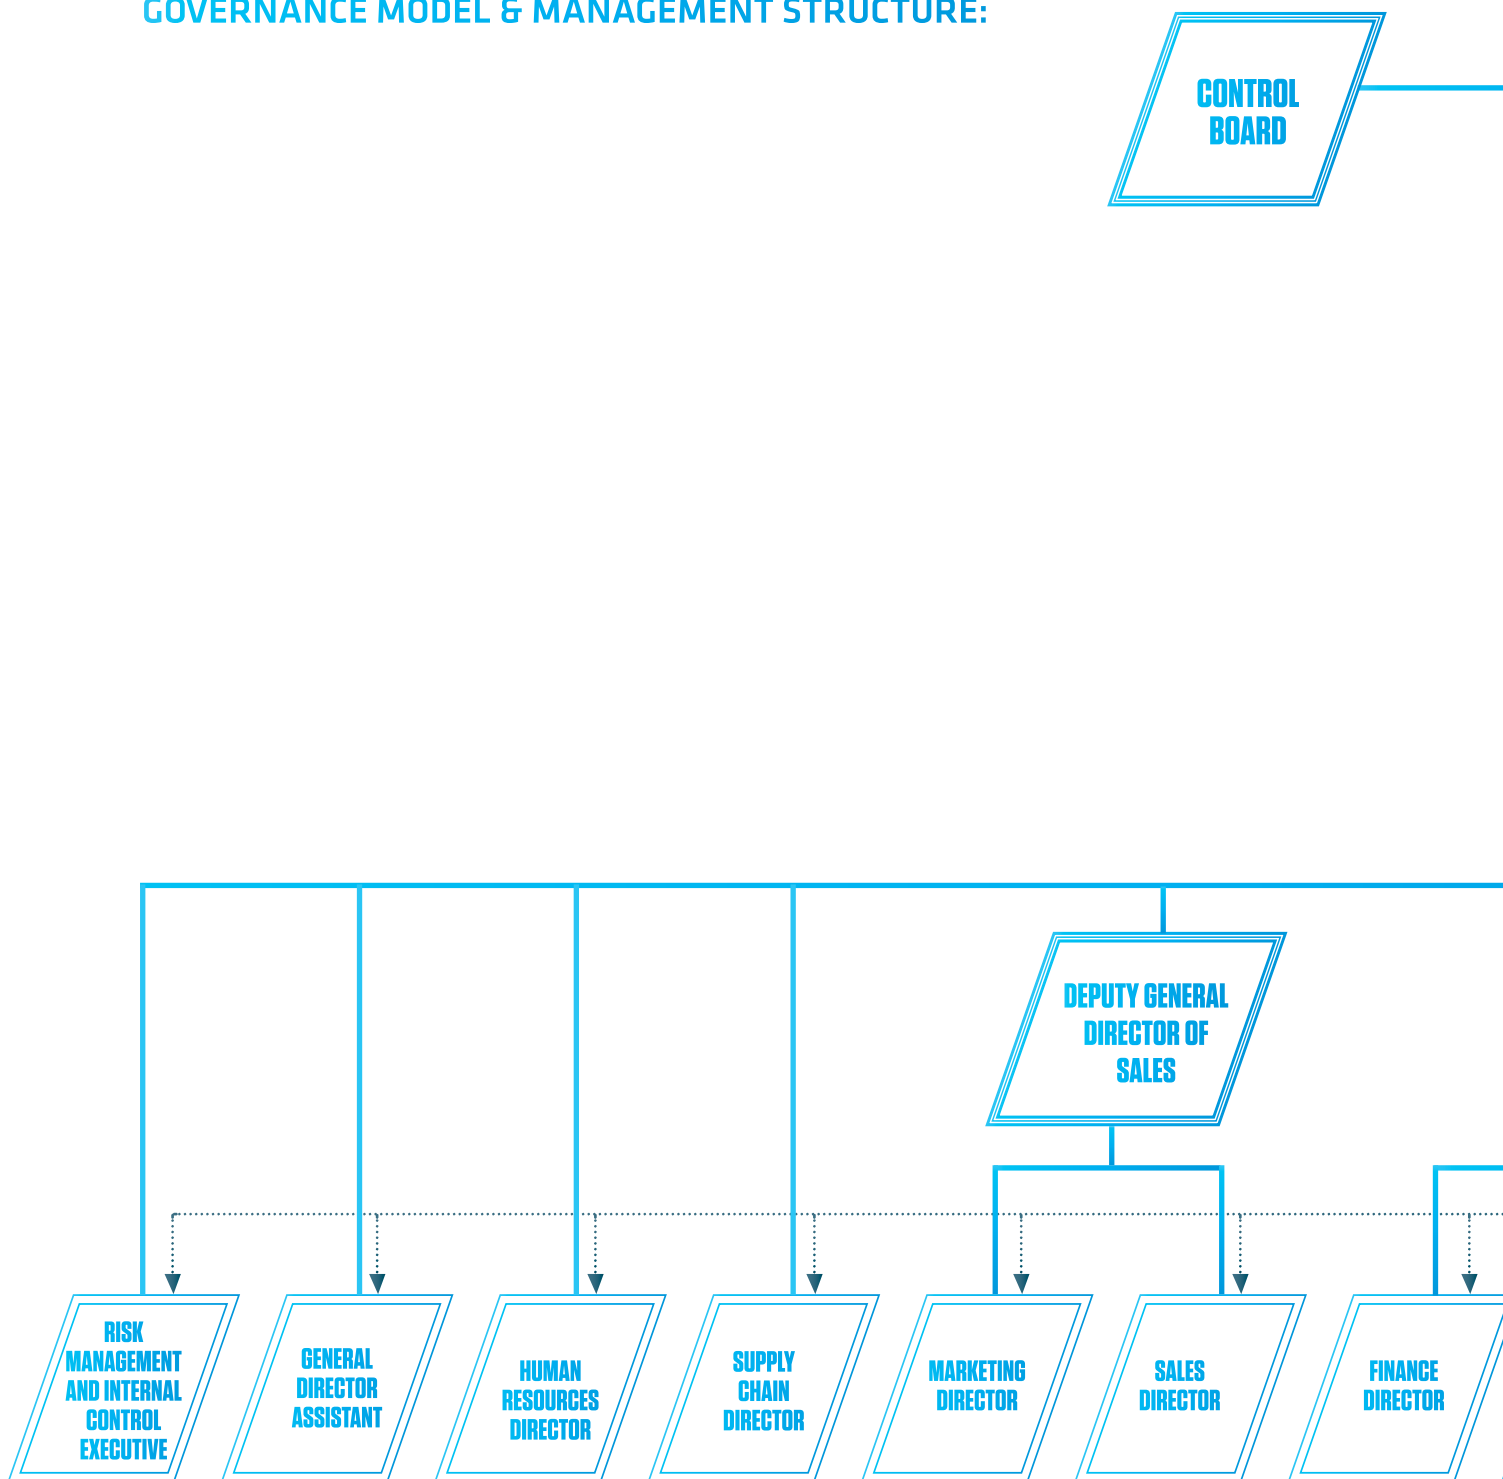 GOVERNANCE MODEL & MANAGEMENT STRUCTURE:
CONTROL
BOARD
DEPUTY GENERAL
DIRECTOR OF
SALES
RISK
MANAGEMENT
AND INTERNAL
CONTROL
EXECUTIVE
GENERAL
DIRECTOR
ASSISTANT
HUMAN
RESOURCES
DIRECTOR
SUPPLY
CHAIN
DIRECTOR
MARKETING
DIRECTOR
SALES
DIRECTOR
FINANCE
DIRECTOR